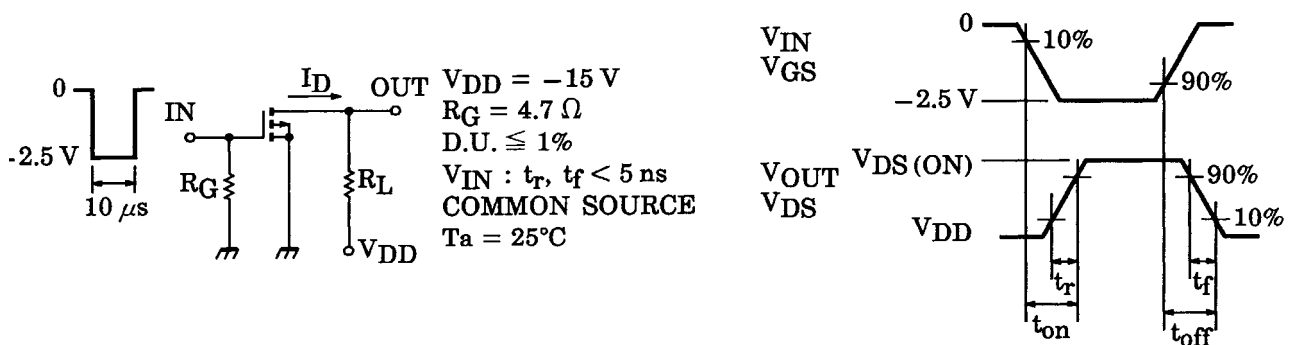 0
-2.5 V
10 μs
IN
I_D
OUT
R_G
R_L
V_DD
V_DD = −15 V
R_G = 4.7 Ω
D.U. ≦ 1%
V_IN : t_r, t_f < 5 ns
COMMON SOURCE
Ta = 25°C
V_IN
V_GS
0
10%
90%
−2.5 V
V_OUT
V_DS
V_DS (ON)
90%
10%
V_DD
t_r
t_f
t_on
t_off